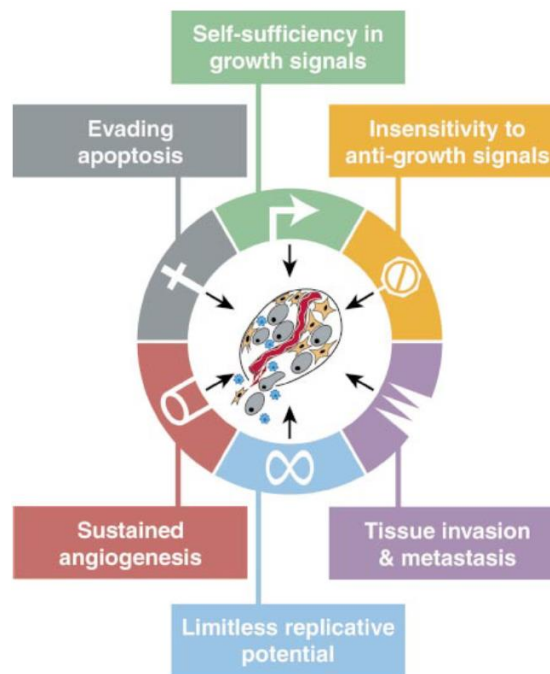 Self-sufficiency in
growth signals
Evading
apoptosis
Insensitivity to
anti-growth signals
Sustained
angiogenesis
Tissue invasion
& metastasis
Limitless replicative
potential